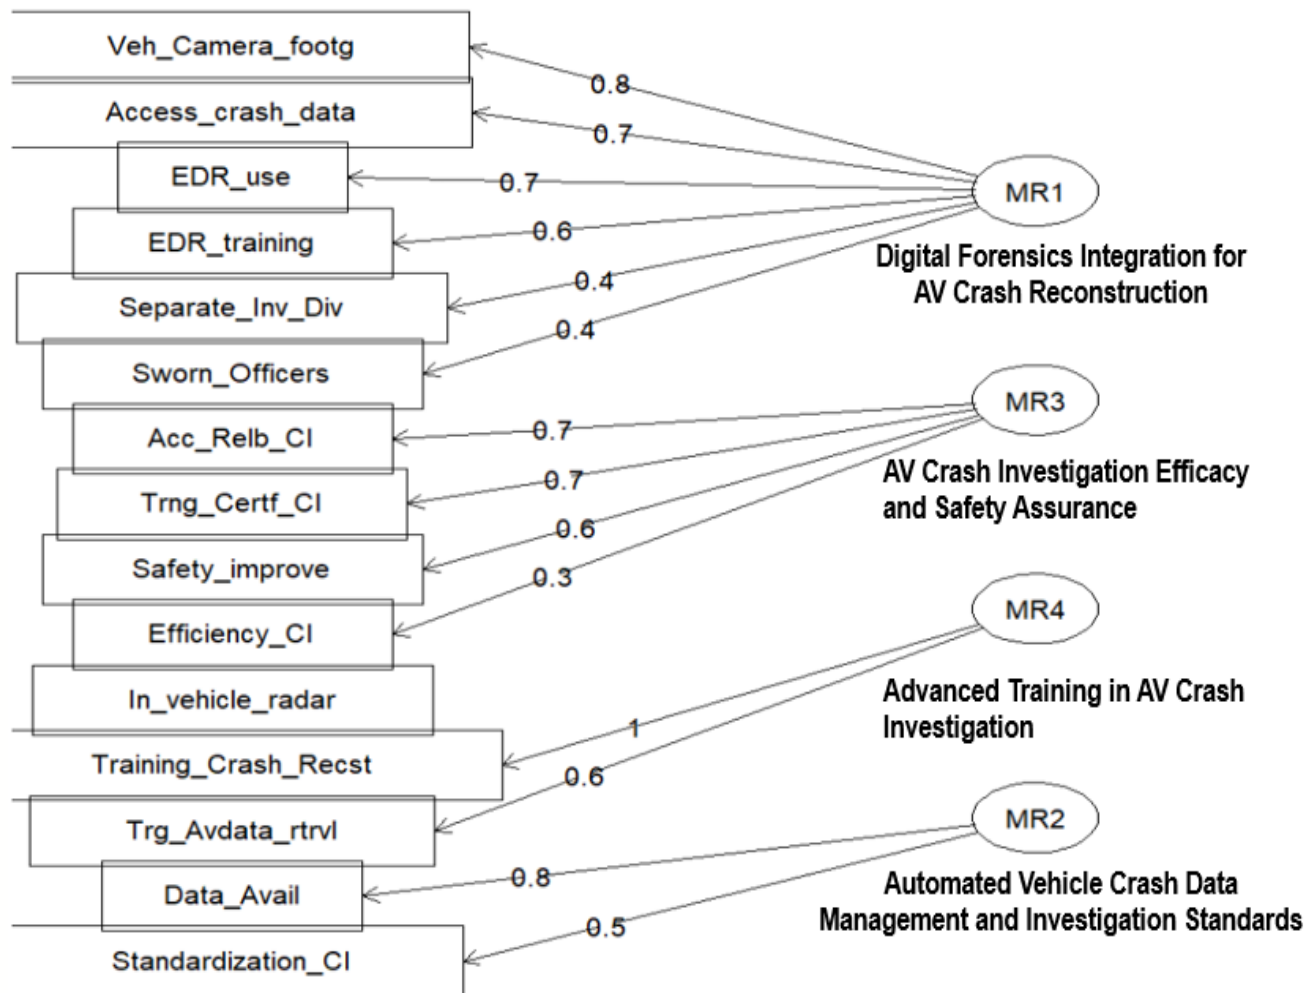 Veh_Camera_footg
Access_crash_data
EDR_use
EDR_training
Separate_Inv_Div
Sworn_Officers
Acc_Relb_CI
Trng_Certf_CI
Safety_improve
Efficiency_CI
In_vehicle_radar
Training_Crash_Recst
Trg_Avdata_rtrvl
Data_Avail
Standardization_CI
0.8
0.7
0.7
0.6
0.4
0.4
0.7
0.7
0.6
0.3
1
0.6
0.8
0.5
MR1
Digital Forensics Integration for
AV Crash Reconstruction
MR3
AV Crash Investigation Efficacy
and Safety Assurance
MR4
Advanced Training in AV Crash
Investigation
MR2
Automated Vehicle Crash Data
Management and Investigation Standards